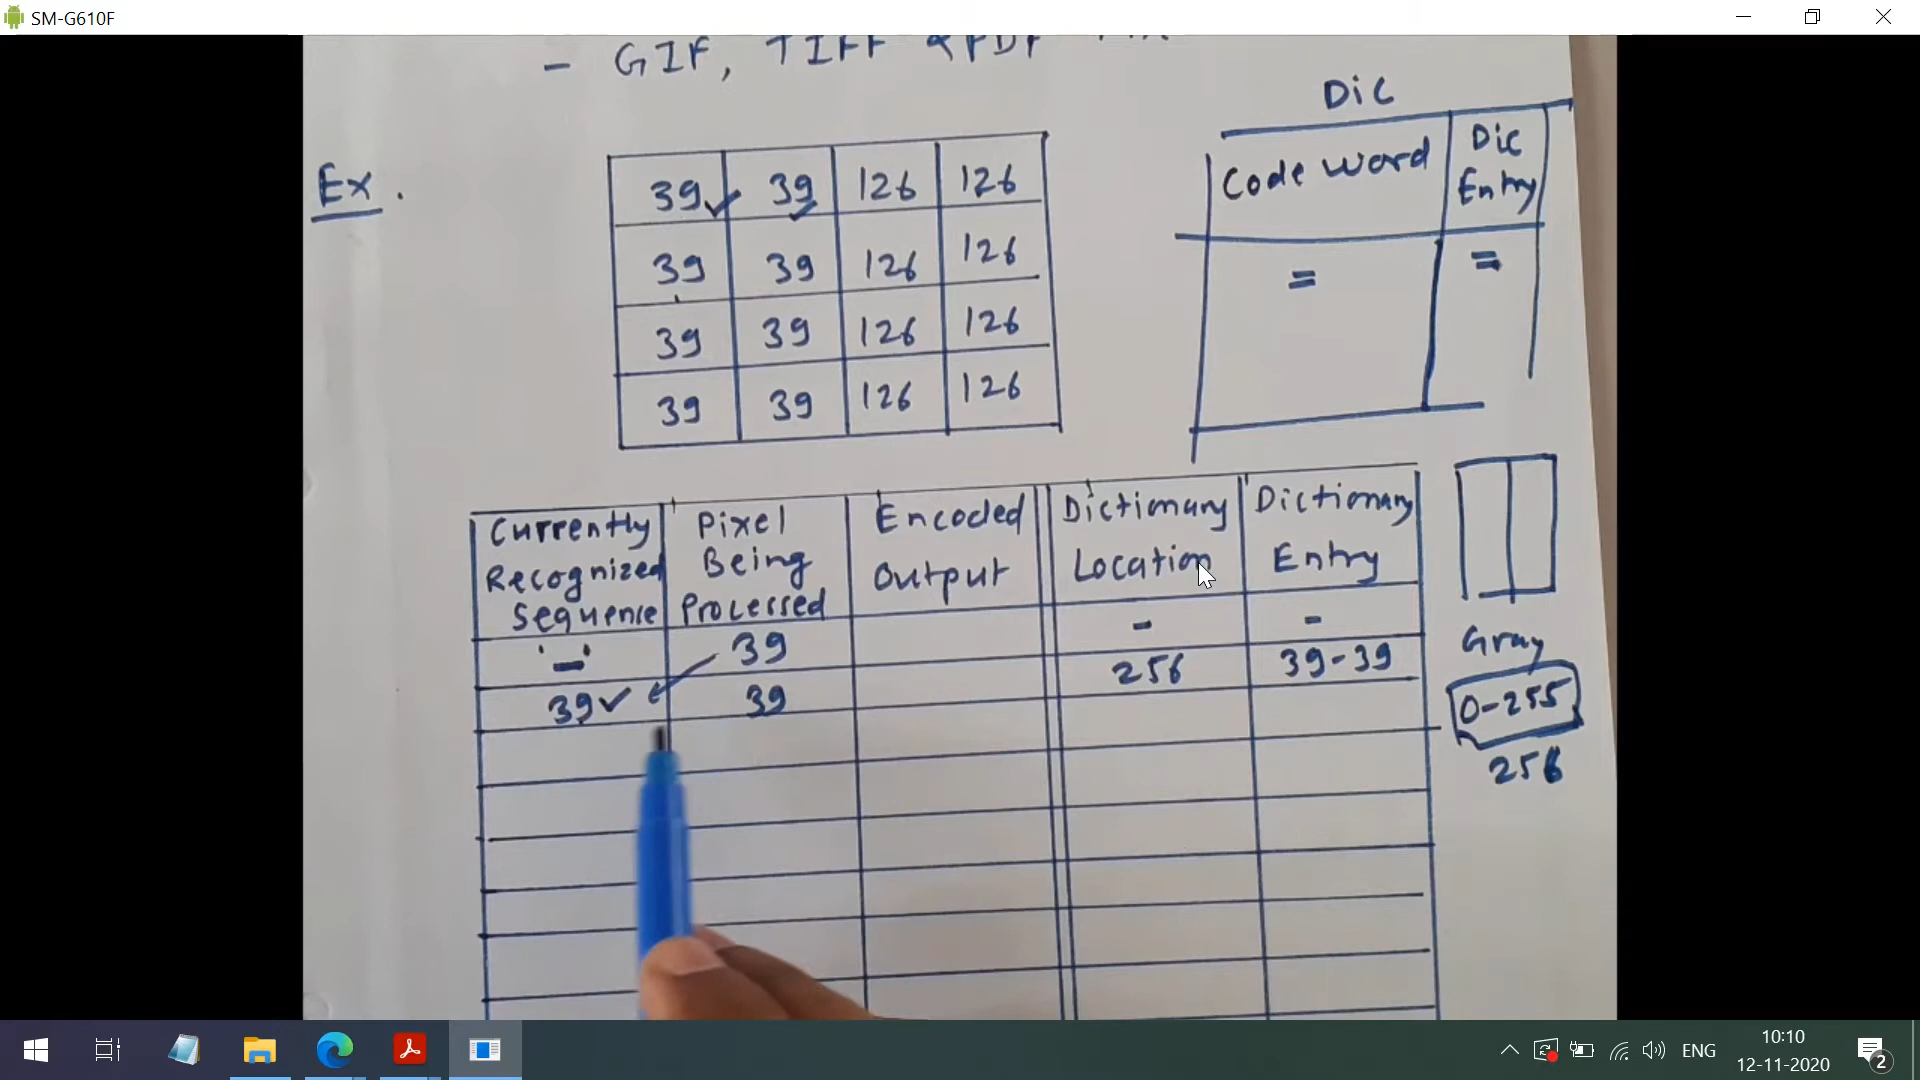 SM-G610F
- GIF, TIFF & PDF
Dic
Ex.
39 39 126 126
39 39 126 126
39 39 126 126
39 39 126 126
Code Word Dic Entry
= =
Currently Recognized Sequence Pixel Being Processed Encoded Output Dictionary Location Dictionary Entry
'-' 39 - -
39 39 256 39-39
Gray
0-255
256
ENG
10:10
12-11-2020
2